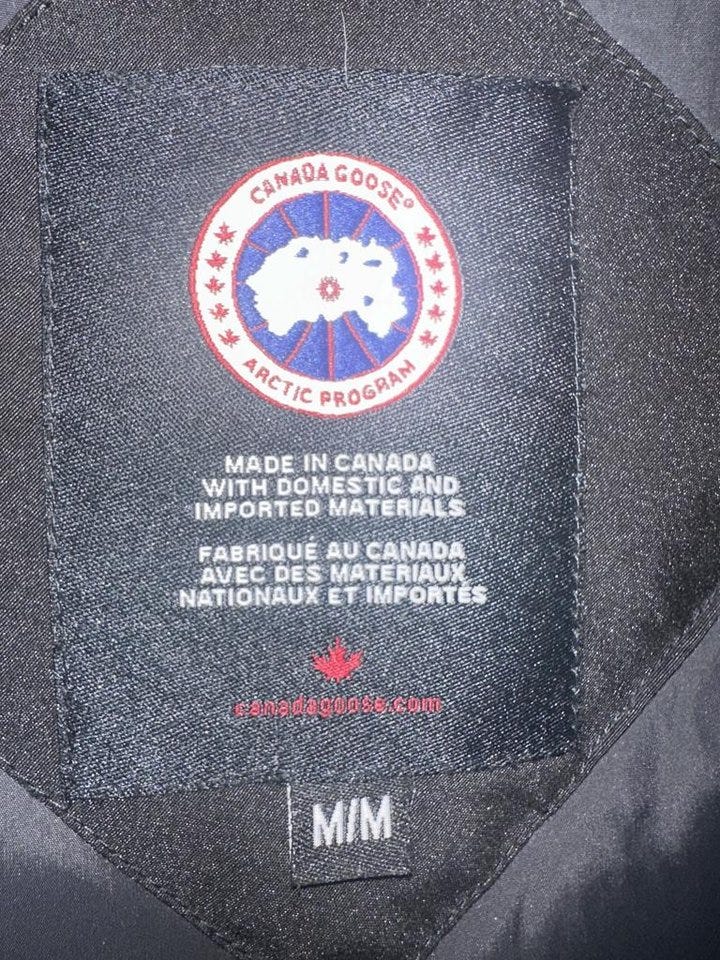 CANADA GOOSE®
ARCTIC PROGRAM
MADE IN CANADA
WITH DOMESTIC AND
IMPORTED MATERIALS
FABRIQUÉ AU CANADA
AVEC DES MATERIAUX
NATIONAUX ET IMPORTÉS
canadagoose.com
M/M